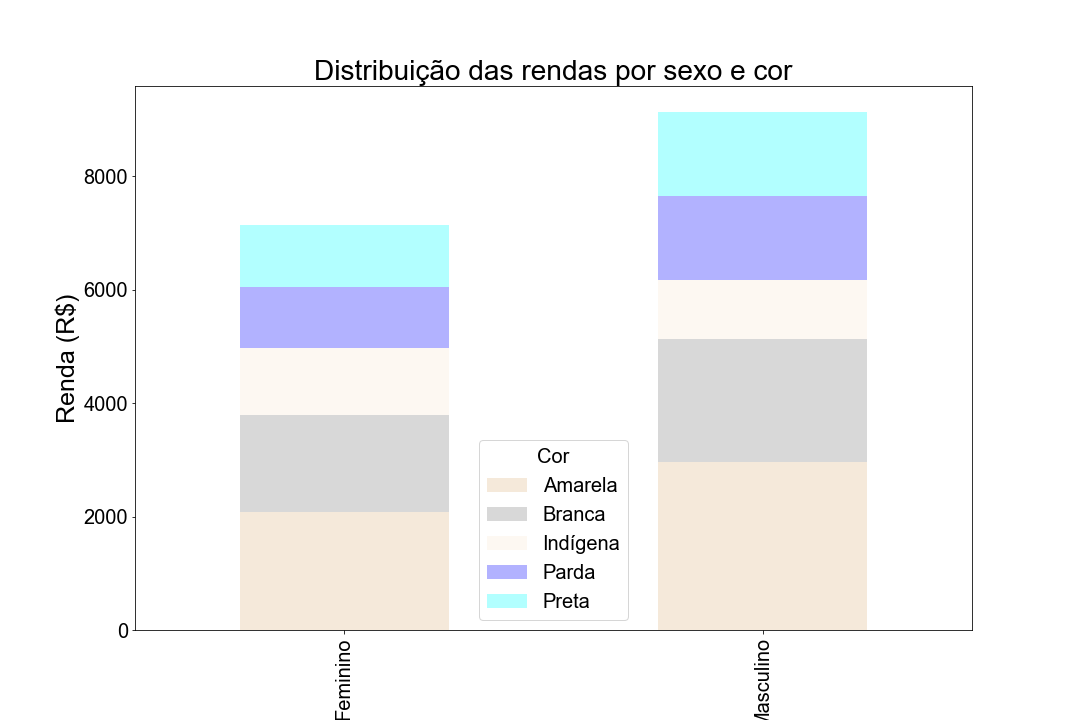 Distribuição das rendas por sexo e cor
Renda (R$)
8000
6000
4000
2000
0
Cor
Amarela
Branca
Indígena
Parda
Preta
Feminino
Masculino